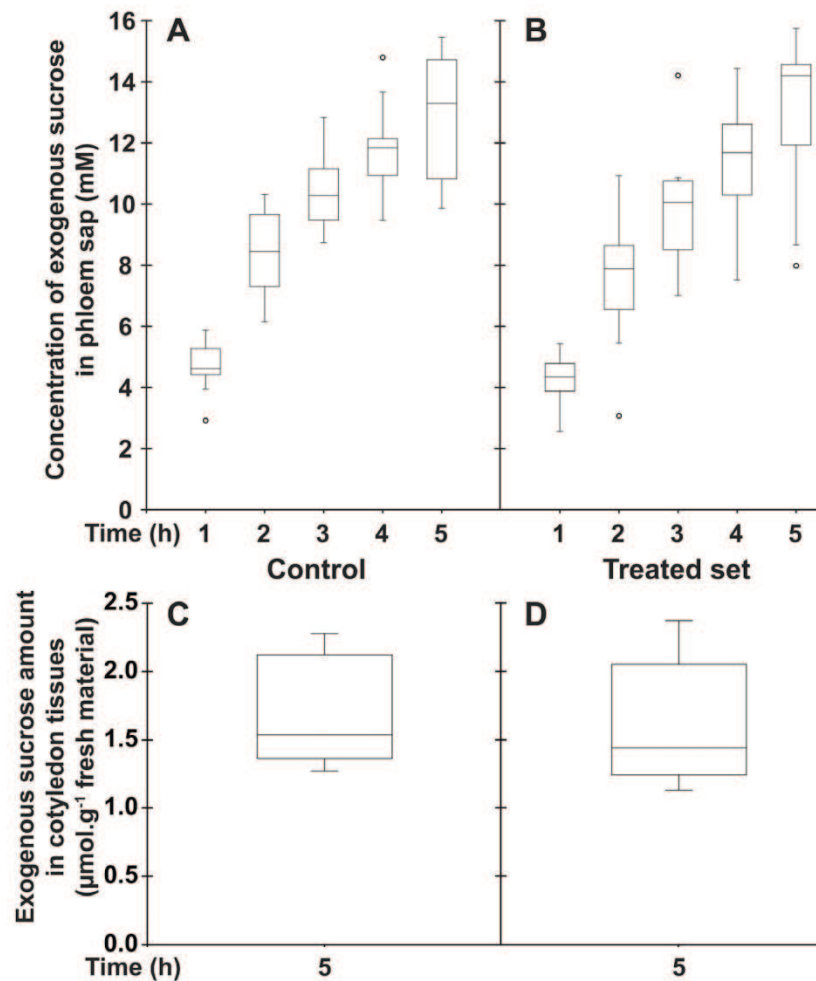 Concentration of exogenous sucrose
in phloem sap (mM)
A
B
16
14
12
10
8
6
4
2
0
Time (h) 1 2 3 4 5 1 2 3 4 5
Control Treated set
Exogenous sucrose amount
in cotyledon tissues
(µmol.g⁻¹ fresh material)
C
D
2.5
2.0
1.5
1.0
0.5
0.0
Time (h) 5 5